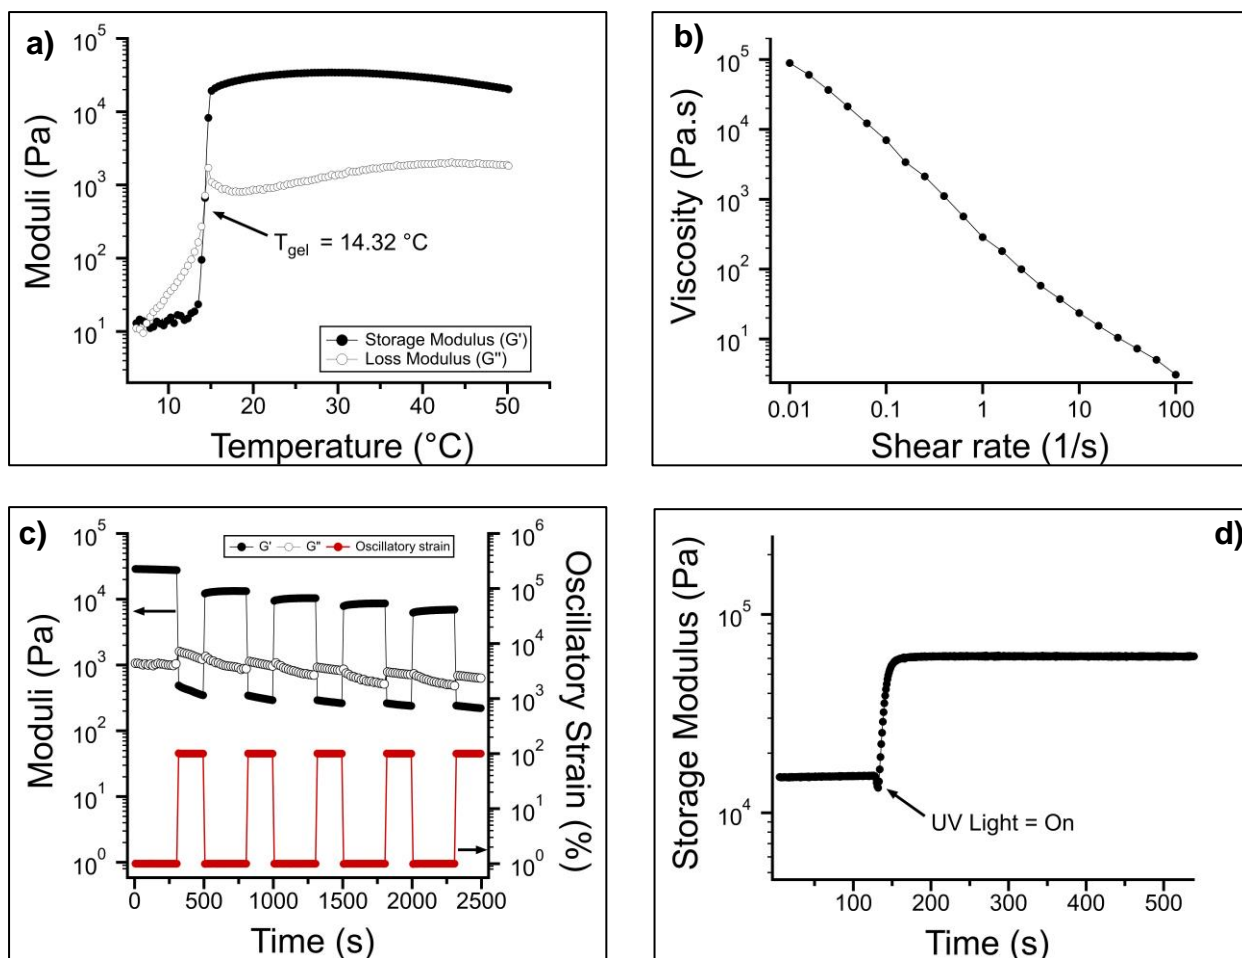 a)
10^5
10^4
10^3
10^2
10^1
Moduli (Pa)
T_gel = 14.32 °C
Storage Modulus (G')
Loss Modulus (G")
10 20 30 40 50
Temperature (°C)
b)
10^5
10^4
10^3
10^2
10^1
Viscosity (Pa.s)
0.01 0.1 1 10 100
Shear rate (1/s)
c)
G' G" Oscillatory strain
10^5
10^4
10^3
10^2
10^1
10^0
Moduli (Pa)
10^6
10^5
10^4
10^3
10^2
10^1
10^0
Oscillatory Strain (%)
0 500 1000 1500 2000 2500
Time (s)
d)
10^5
10^4
Storage Modulus (Pa)
UV Light = On
100 200 300 400 500
Time (s)